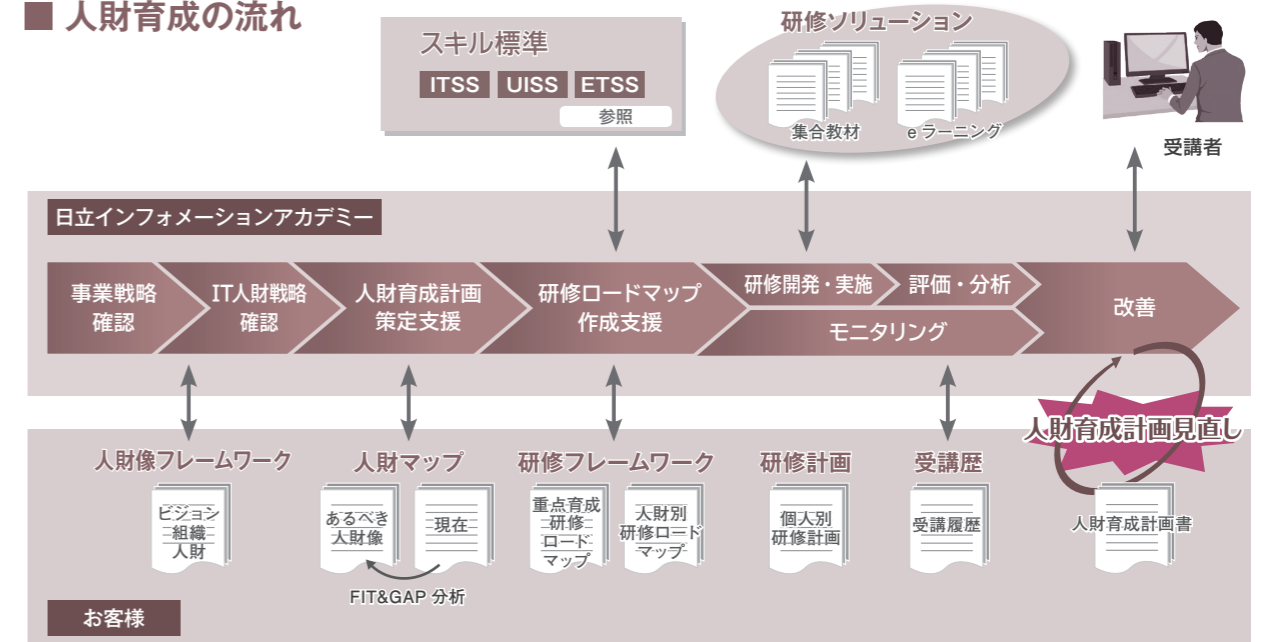 ■ 人財育成の流れ
スキル標準
ITSS UISS ETSS
参照
研修ソリューション
集合教材
eラーニング
受講者
日立インフォメーションアカデミー
事業戦略
確認
IT人財戦略
確認
人財育成計画
策定支援
研修ロードマップ
作成支援
研修開発・実施
評価・分析
モニタリング
改善
人財育成計画見直し
人財像フレームワーク
ビジョン
組織
人財
人財マップ
あるべき
人財像
現在
FIT&GAP 分析
研修フレームワーク
重点育成
研修
ロード
マップ
人財別
研修ロード
マップ
研修計画
個人別
研修計画
受講歴
受講履歴
人財育成計画書
お客様